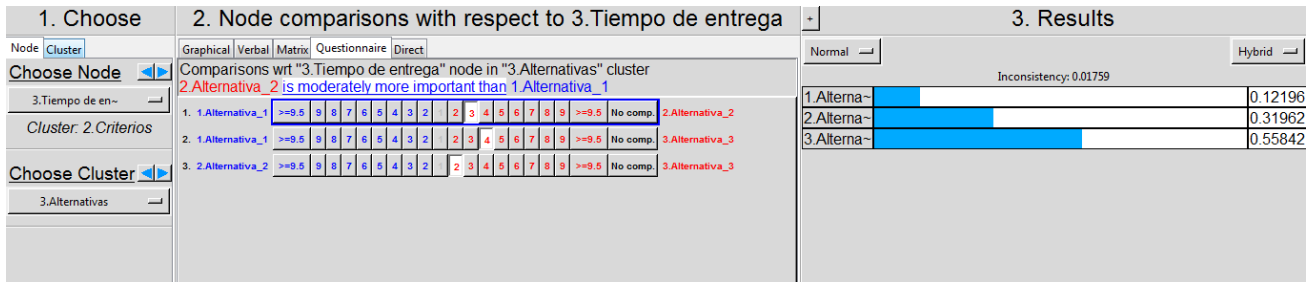 1. Choose
2. Node comparisons with respect to 3.Tiempo de entrega
+
3. Results
Node Cluster
Graphical Verbal Matrix Questionnaire Direct
Normal
Hybrid
Choose Node
Comparisons wrt "3.Tiempo de entrega" node in "3.Alternativas" cluster
2.Alternativa_2 is moderately more important than 1.Alternativa_1
Inconsistency: 0.01759
3.Tiempo de en~
Cluster: 2.Criterios
1. 1.Alternativa_1 >=9.5 9 8 7 6 5 4 3 2 1 2 3 4 5 6 7 8 9 >=9.5 No comp. 2.Alternativa_2
2. 1.Alternativa_1 >=9.5 9 8 7 6 5 4 3 2 1 2 3 4 5 6 7 8 9 >=9.5 No comp. 3.Alternativa_3
3. 2.Alternativa_2 >=9.5 9 8 7 6 5 4 3 2 1 2 3 4 5 6 7 8 9 >=9.5 No comp. 3.Alternativa_3
1.Alterna~ 0.12196
2.Alterna~ 0.31962
3.Alterna~ 0.55842
Choose Cluster
3.Alternativas